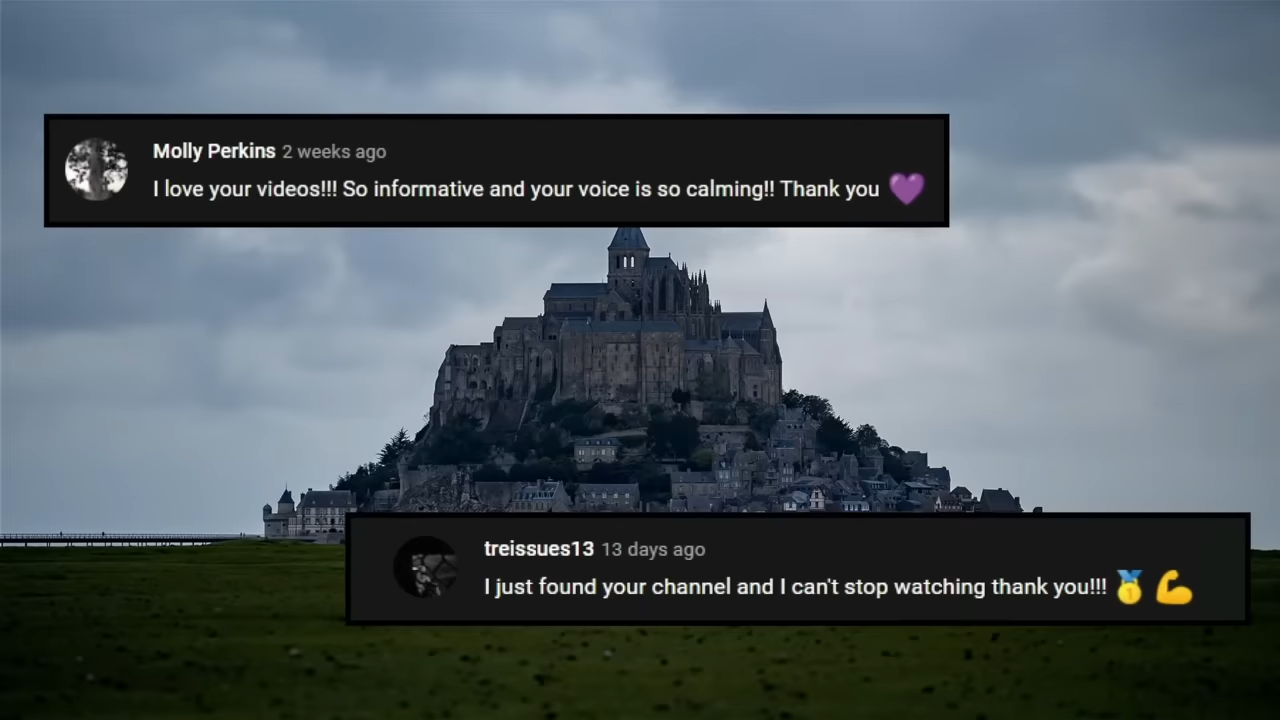 Molly Perkins 2 weeks ago
I love your videos!!! So informative and your voice is so calming!! Thank you 💜
treissues13 13 days ago
I just found your channel and I can't stop watching thank you!!! 🥇 💪